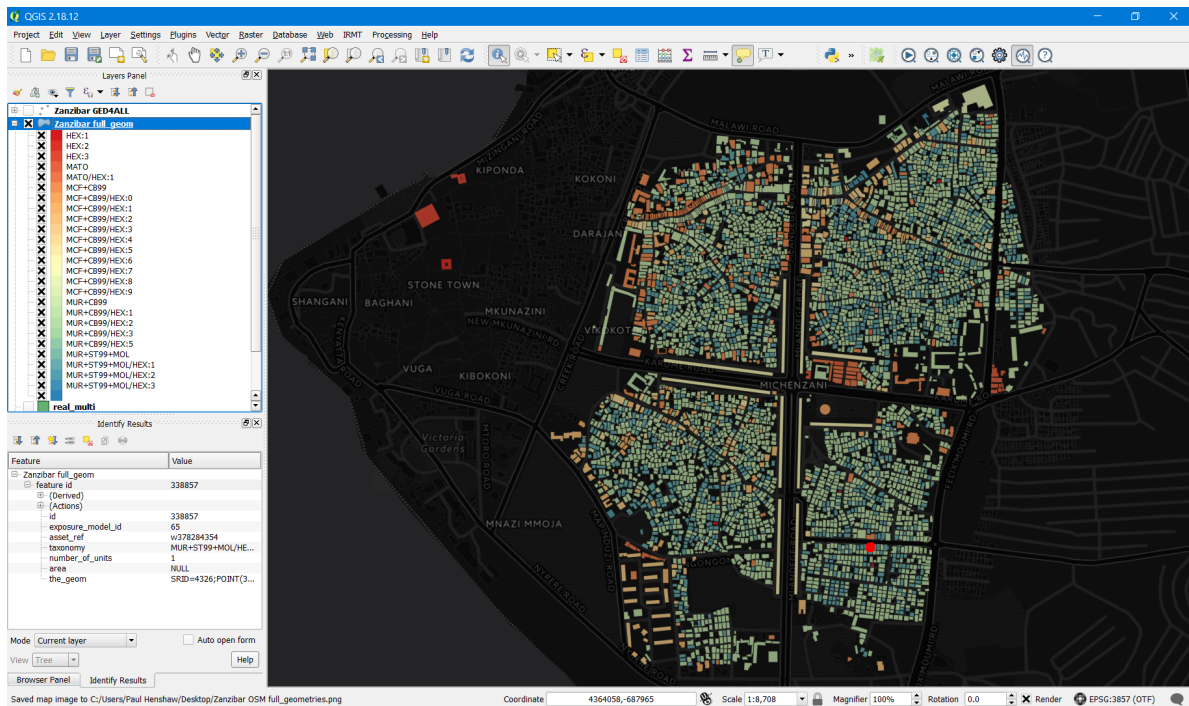 QGIS 2.18.12
Project Edit View Layer Settings Plugins Vector Raster Database Web IRMT Processing Help
Layers Panel
Zanzibar GED4ALL
Zanzibar full_geom
HEX:1
HEX:2
HEX:3
MATO
MATO/HEX:1
MCF+CB99
MCF+CB99/HEX:0
MCF+CB99/HEX:1
MCF+CB99/HEX:2
MCF+CB99/HEX:3
MCF+CB99/HEX:4
MCF+CB99/HEX:5
MCF+CB99/HEX:6
MCF+CB99/HEX:7
MCF+CB99/HEX:8
MCF+CB99/HEX:9
MUR+CB99
MUR+CB99/HEX:1
MUR+CB99/HEX:2
MUR+CB99/HEX:3
MUR+CB99/HEX:5
MUR+ST99+MOL
MUR+ST99+MOL/HEX:1
MUR+ST99+MOL/HEX:2
MUR+ST99+MOL/HEX:3
real_multi
Identify Results
Feature Value
Zanzibar full_geom
feature id 338857
(Derived)
(Actions)
id 338857
exposure_model_id 65
asset_ref w378284354
taxonomy MUR+ST99+MOL/HE...
number_of_units 1
area NULL
the_geom SRID=4326;POINT(3...
Mode Current layer Auto open form
View Tree Help
Browser Panel Identify Results
MALAWI ROAD
MALAWI ROAD
MIZINGANI ROAD
KIPONDA
KOKONI
DARAJANI
STONE TOWN
SHANGANI
BAGHANI
MKUNAZINI
NEW MKUNAZINI RD
VIKOKOT
KENYATTA ROAD
CREEK ROAD
KARUME ROAD
VUGA
KIBOKONI
MICHENZANI
VUGA ROAD
Victoria
Gardens
MNAZI MMOJA
NYERERE ROAD
Saved map image to C:/Users/Paul Henshaw/Desktop/Zanzibar OSM full_geometries.png
Coordinate 4364058,-687965 Scale 1:8,708 Magnifier 100% Rotation 0.0 Render EPSG:3857 (OTF)